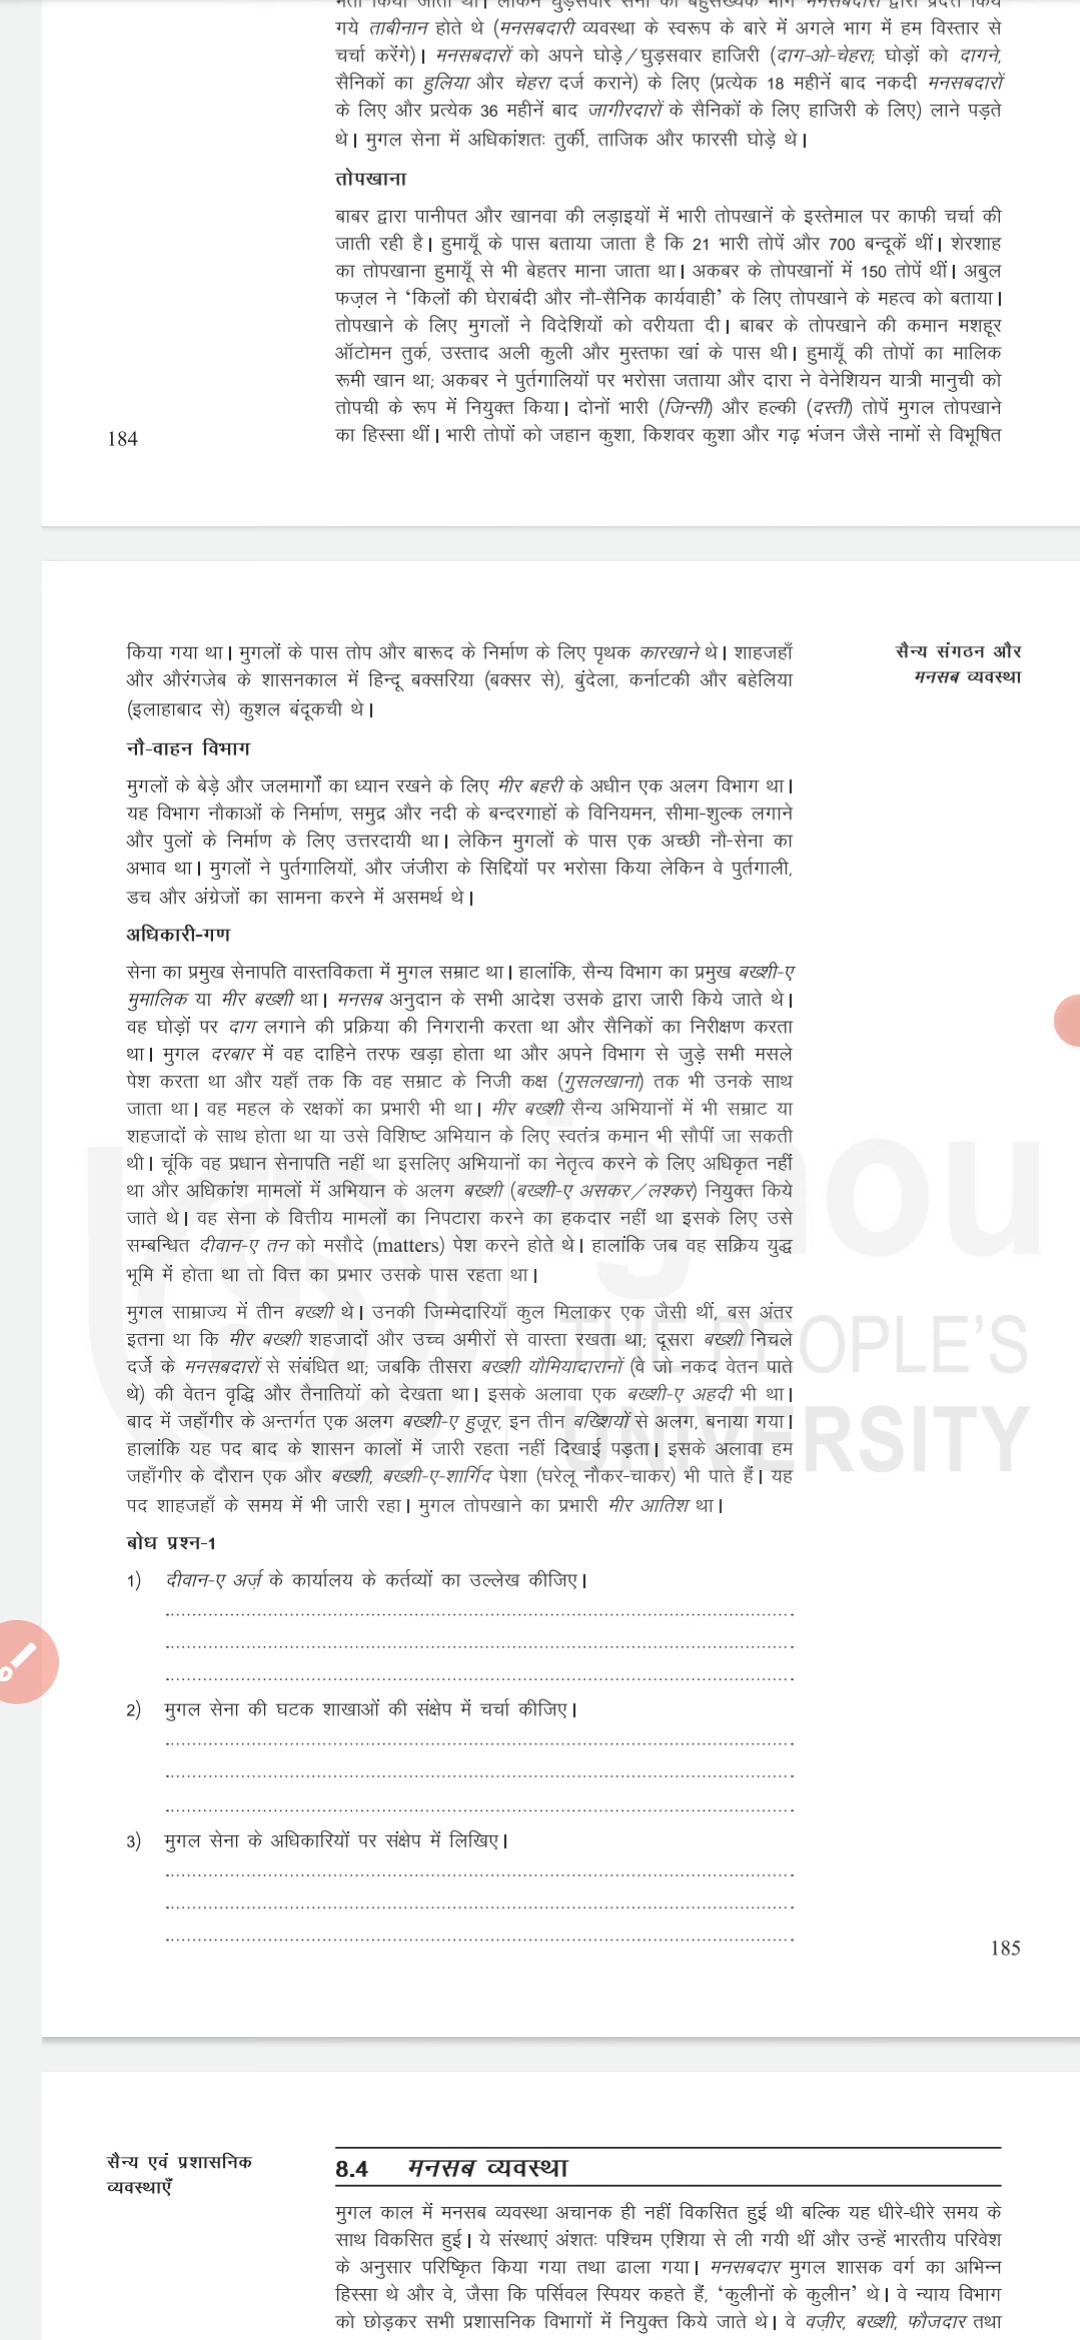 गये ताबीनान होते थे (मनसबदारी व्यवस्था के स्वरूप के बारे में अगले भाग में हम विस्तार से
चर्चा करेंगे)। मनसबदारों को अपने घोड़े/घुड़सवार हाजिरी (दाग-ओ-चेहरा; घोड़ों को दागने,
सैनिकों का हुलिया और चेहरा दर्ज कराने) के लिए (प्रत्येक 18 महीनें बाद नकदी मनसबदारों
के लिए और प्रत्येक 36 महीनें बाद जागीरदारों के सैनिकों के लिए हाजिरी के लिए) लाने पड़ते
थे। मुगल सेना में अधिकांशतः तुर्की, ताजिक और फारसी घोड़े थे।
तोपखाना
बाबर द्वारा पानीपत और खानवा की लड़ाइयों में भारी तोपखानें के इस्तेमाल पर काफी चर्चा की
जाती रही है। हुमायूँ के पास बताया जाता है कि 21 भारी तोपें और 700 बन्दूकें थीं। शेरशाह
का तोपखाना हुमायूँ से भी बेहतर माना जाता था। अकबर के तोपखानों में 150 तोपें थीं। अबुल
फज़ल ने ‘किलों की घेराबंदी और नौ-सैनिक कार्यवाही’ के लिए तोपखाने के महत्व को बताया।
तोपखाने के लिए मुगलों ने विदेशियों को वरीयता दी। बाबर के तोपखाने की कमान मशहूर
ऑटोमन तुर्क, उस्ताद अली कुली और मुस्तफा खां के पास थी। हुमायूँ की तोपों का मालिक
रूमी खान था; अकबर ने पुर्तगालियों पर भरोसा जताया और दारा ने वेनेशियन यात्री मानुची को
तोपची के रूप में नियुक्त किया। दोनों भारी (जिन्सी) और हल्की (दस्ती) तोपें मुगल तोपखाने
184 का हिस्सा थीं। भारी तोपों को जहान कुशा, किशवर कुशा और गढ़ भंजन जैसे नामों से विभूषित
किया गया था। मुगलों के पास तोप और बारूद के निर्माण के लिए पृथक कारखाने थे। शाहजहाँ
और औरंगजेब के शासनकाल में हिन्दू बक्सरिया (बक्सर से), बुंदेला, कर्नाटकी और बहेलिया
(इलाहाबाद से) कुशल बंदूकची थे।
सैन्य संगठन और
मनसब व्यवस्था
नौ-वाहन विभाग
मुगलों के बेड़े और जलमार्गों का ध्यान रखने के लिए मीर बहरी के अधीन एक अलग विभाग था।
यह विभाग नौकाओं के निर्माण, समुद्र और नदी के बन्दरगाहों के विनियमन, सीमा-शुल्क लगाने
और पुलों के निर्माण के लिए उत्तरदायी था। लेकिन मुगलों के पास एक अच्छी नौ-सेना का
अभाव था। मुगलों ने पुर्तगालियों, और जंजीरा के सिद्दियों पर भरोसा किया लेकिन वे पुर्तगाली,
डच और अंग्रेजों का सामना करने में असमर्थ थे।
अधिकारी-गण
सेना का प्रमुख सेनापति वास्तविकता में मुगल सम्राट था। हालांकि, सैन्य विभाग का प्रमुख बख्शी-ए
मुमालिक या मीर बख्शी था। मनसब अनुदान के सभी आदेश उसके द्वारा जारी किये जाते थे।
वह घोड़ों पर दाग लगाने की प्रक्रिया की निगरानी करता था और सैनिकों का निरीक्षण करता
था। मुगल दरबार में वह दाहिने तरफ खड़ा होता था और अपने विभाग से जुड़े सभी मसले
पेश करता था और यहाँ तक कि वह सम्राट के निजी कक्ष (गुसलखाना) तक भी उनके साथ
जाता था। वह महल के रक्षकों का प्रभारी भी था। मीर बख्शी सैन्य अभियानों में भी सम्राट या
शहजादों के साथ होता था या उसे विशिष्ट अभियान के लिए स्वतंत्र कमान भी सौपीं जा सकती
थी। चूंकि वह प्रधान सेनापति नहीं था इसलिए अभियानों का नेतृत्व करने के लिए अधिकृत नहीं
था और अधिकांश मामलों में अभियान के अलग बख्शी (बख्शी-ए असकर/लश्कर) नियुक्त किये
जाते थे। वह सेना के वित्तीय मामलों का निपटारा करने का हकदार नहीं था इसके लिए उसे
सम्बन्धित दीवान-ए तन को मसौदे (matters) पेश करने होते थे। हालांकि जब वह सक्रिय युद्ध
भूमि में होता था तो वित्त का प्रभार उसके पास रहता था।
मुगल साम्राज्य में तीन बख्शी थे। उनकी जिम्मेदारियाँ कुल मिलाकर एक जैसी थीं, बस अंतर
इतना था कि मीर बख्शी शहजादों और उच्च अमीरों से वास्ता रखता था; दूसरा बख्शी निचले
दर्जे के मनसबदारों से संबंधित था; जबकि तीसरा बख्शी यौमियादारानों (वे जो नकद वेतन पाते
थे) की वेतन वृद्धि और तैनातियों को देखता था। इसके अलावा एक बख्शी-ए अहदी भी था।
बाद में जहाँगीर के अन्तर्गत एक अलग बख्शी-ए हुजूर, इन तीन बख्शियों से अलग, बनाया गया।
हालांकि यह पद बाद के शासन कालों में जारी रहता नहीं दिखाई पड़ता। इसके अलावा हम
जहाँगीर के दौरान एक और बख्शी, बख्शी-ए-शार्गिद पेशा (घरेलू नौकर-चाकर) भी पाते हैं। यह
पद शाहजहाँ के समय में भी जारी रहा। मुगल तोपखाने का प्रभारी मीर आतिश था।
ignou
THE PEOPLE'S
UNIVERSITY
बोध प्रश्न-1
1) दीवान-ए अर्ज़ के कार्यालय के कर्तव्यों का उल्लेख कीजिए।
2) मुगल सेना की घटक शाखाओं की संक्षेप में चर्चा कीजिए।
3) मुगल सेना के अधिकारियों पर संक्षेप में लिखिए।
185
सैन्य एवं प्रशासनिक
व्यवस्थाएँ
8.4 मनसब व्यवस्था
मुगल काल में मनसब व्यवस्था अचानक ही नहीं विकसित हुई थी बल्कि यह धीरे-धीरे समय के
साथ विकसित हुई। ये संस्थाएं अंशतः पश्चिम एशिया से ली गयी थीं और उन्हें भारतीय परिवेश
के अनुसार परिष्कृित किया गया तथा ढाला गया। मनसबदार मुगल शासक वर्ग का अभिन्न
हिस्सा थे और वे, जैसा कि पर्सिवल स्पियर कहते हैं, ‘कुलीनों के कुलीन’ थे। वे न्याय विभाग
को छोड़कर सभी प्रशासनिक विभागों में नियुक्त किये जाते थे। वे वज़ीर, बख्शी, फौजदार तथा